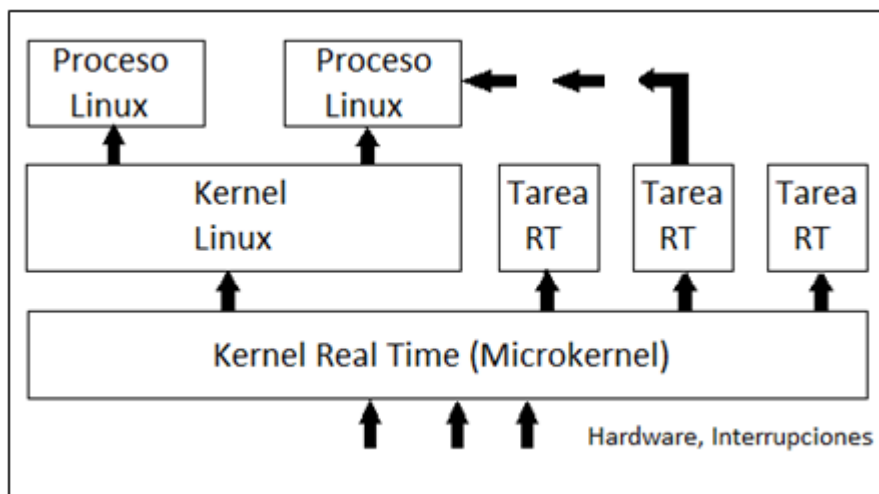 Proceso
Linux
Proceso
Linux
Kernel
Linux
Tarea
RT
Tarea
RT
Tarea
RT
Kernel Real Time (Microkernel)
Hardware, Interrupciones